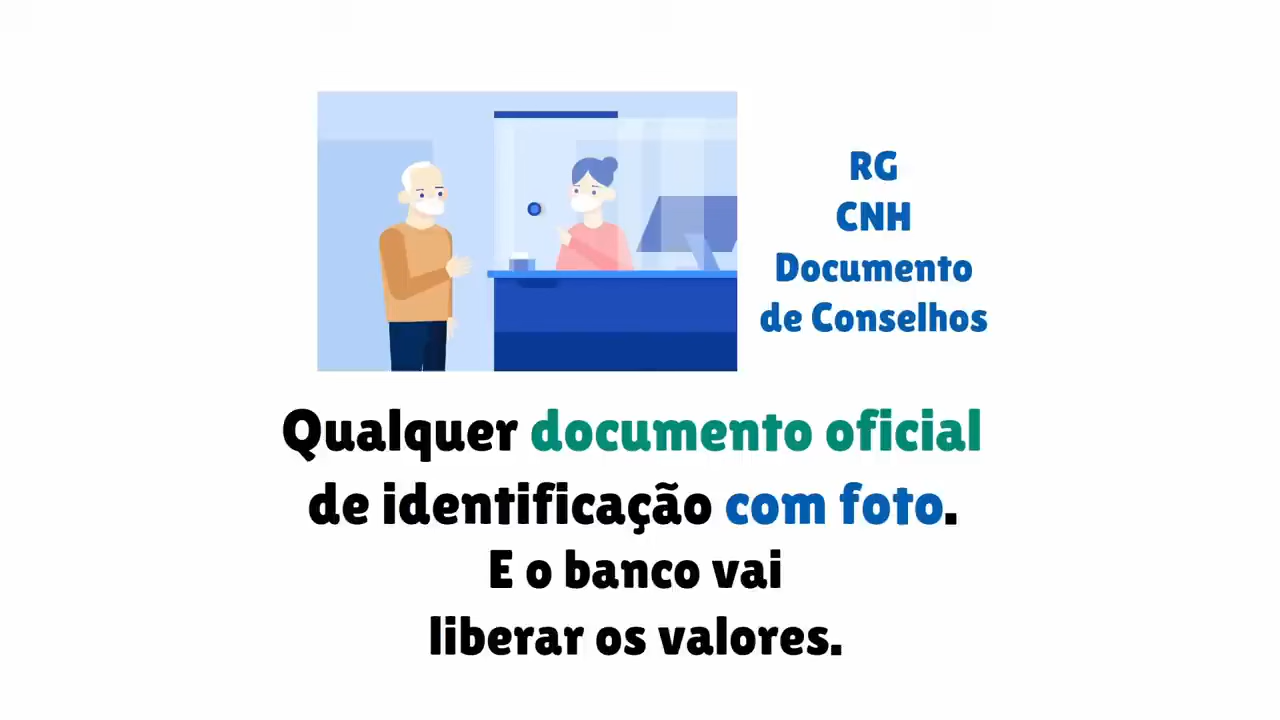 RG
CNH
Documento
de Conselhos
Qualquer documento oficial
de identificação com foto.
E o banco vai
liberar os valores.